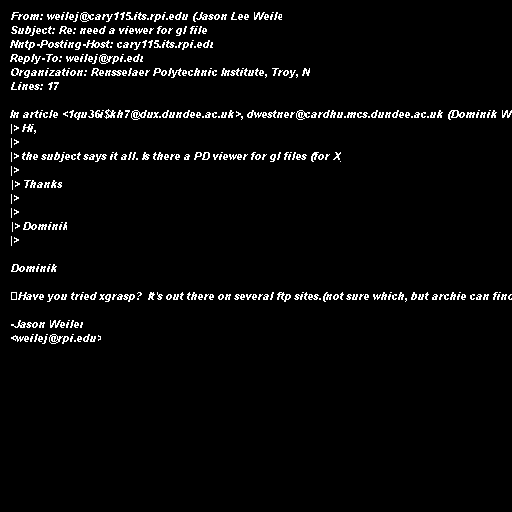 From: weilej@cary115.its.rpi.edu (Jason Lee Weile
Subject: Re: need a viewer for gl file
Nntp-Posting-Host: cary115.its.rpi.edu
Reply-To: weilej@rpi.edu
Organization: Rensselaer Polytechnic Institute, Troy, N
Lines: 17

In article <1qu36i$kh7@dux.dundee.ac.uk>, dwestner@cardhu.mcs.dundee.ac.uk (Dominik W
|> Hi,
|>
|> the subject says it all. Is there a PD viewer for gl files (for X
|>
|> Thanks
|>
|>
|> Dominik
|>

Dominik

Have you tried xgrasp?  It's out there on several ftp sites.(not sure which, but archie can find

-Jason Weiler
<weilej@rpi.edu>